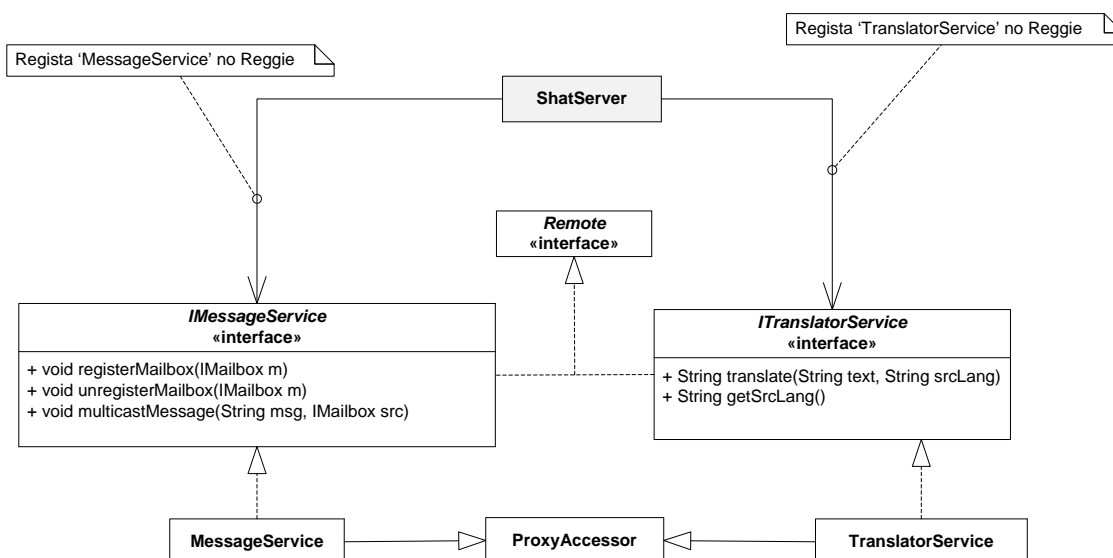 Regista ‘MessageService’ no Reggie
Regista ‘TranslatorService’ no Reggie
ShatServer
Remote
«interface»
IMessageService
«interface»
+ void registerMailbox(IMailbox m)
+ void unregisterMailbox(IMailbox m)
+ void multicastMessage(String msg, IMailbox src)
ITranslatorService
«interface»
+ String translate(String text, String srcLang)
+ String getSrcLang()
MessageService
ProxyAccessor
TranslatorService